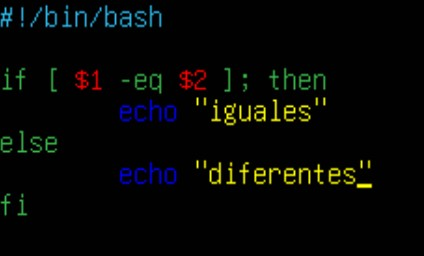 #!/bin/bash
if [ $1 -eq $2 ]; then
echo "iguales"
else
echo "diferentes"
fi